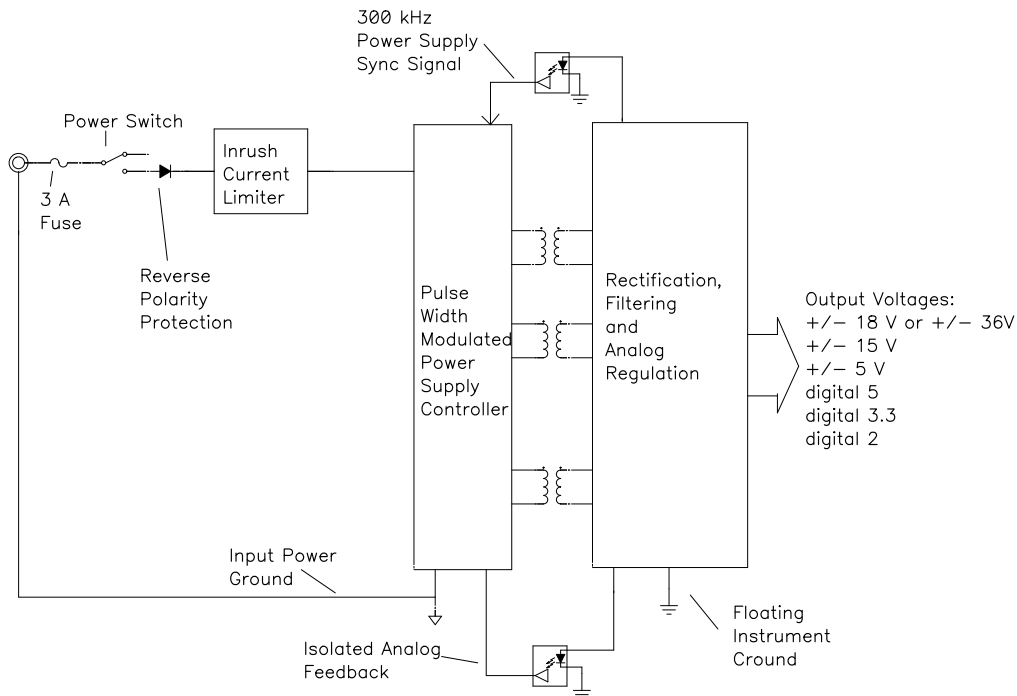 300 kHz
Power Supply
Sync Signal
Power Switch
Inrush
Current
Limiter
3 A
Fuse
Reverse
Polarity
Protection
Pulse
Width
Modulated
Power
Supply
Controller
Rectification,
Filtering
and
Analog
Regulation
Output Voltages:
+/− 18 V or +/− 36V
+/− 15 V
+/− 5 V
digital 5
digital 3.3
digital 2
Input Power
Ground
Isolated Analog
Feedback
Floating
Instrument
Ground